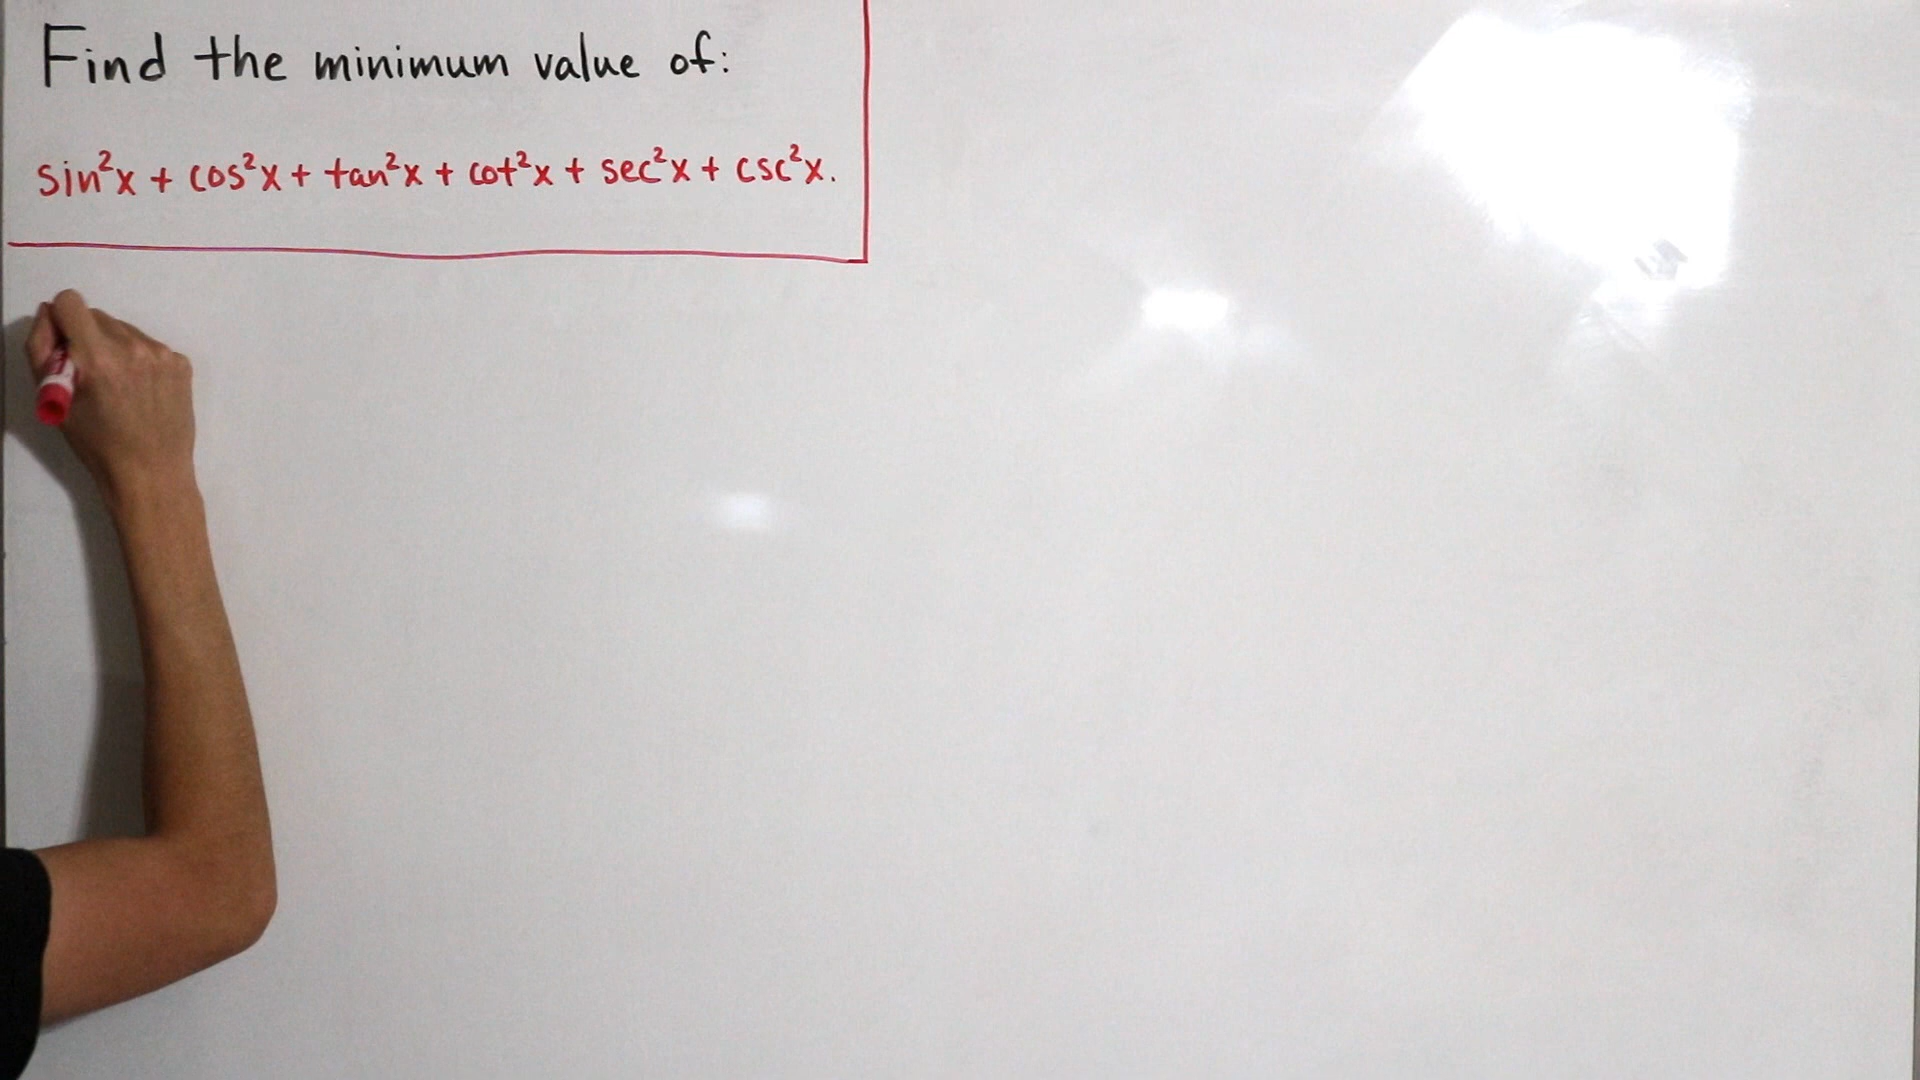 Find the minimum value of:
sin²x + cos²x + tan²x + cot²x + sec²x + csc²x.